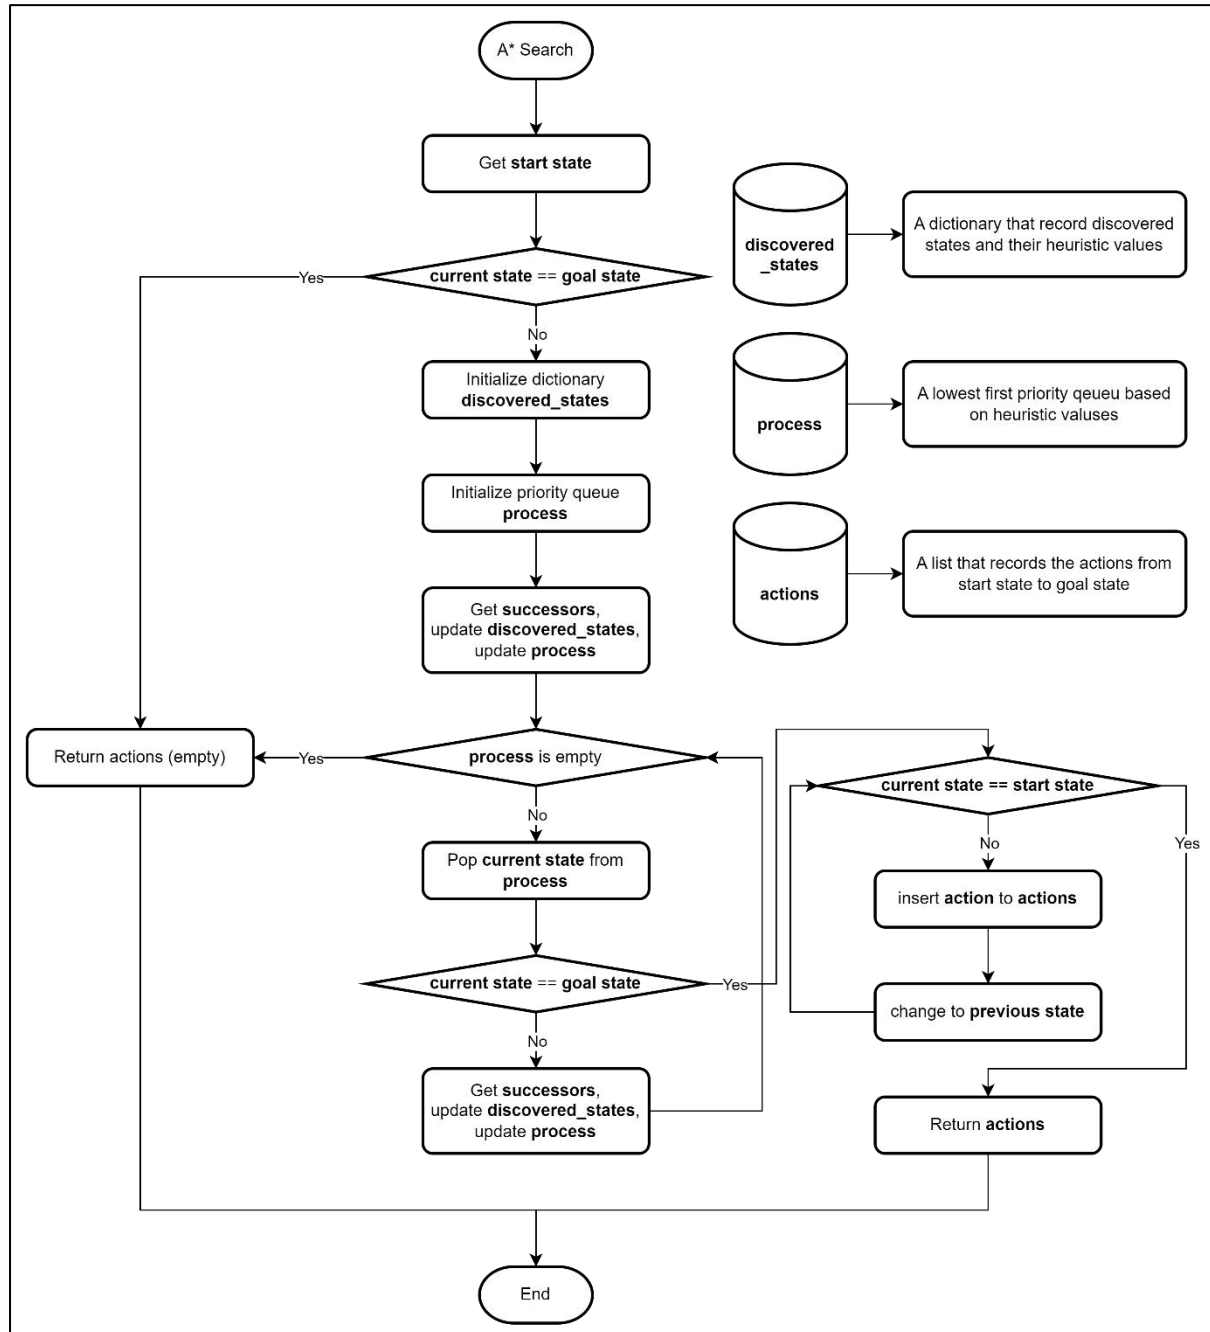 A* Search
Get start state
current state == goal state
Yes
No
Initialize dictionary
discovered_states
Initialize priority queue
process
Get successors,
update discovered_states,
update process
process is empty
Yes
Return actions (empty)
No
Pop current state from
process
current state == goal state
Yes
No
Get successors,
update discovered_states,
update process
discovered
_states
A dictionary that record discovered
states and their heuristic values
process
A lowest first priority qeueu based
on heuristic valuses
actions
A list that records the actions from
start state to goal state
current state == start state
No
Yes
insert action to actions
change to previous state
Return actions
End